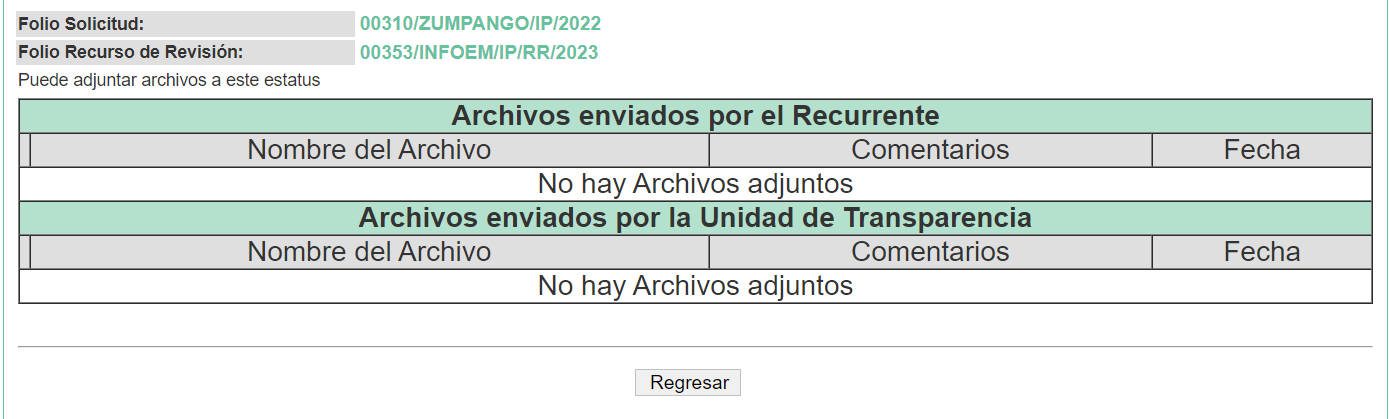 Folio Solicitud: 00310/ZUMPANGO/IP/2022
Folio Recurso de Revisión: 00353/INFOEM/IP/RR/2023
Puede adjuntar archivos a este estatus
Archivos enviados por el Recurrente
Nombre del Archivo Comentarios Fecha
No hay Archivos adjuntos
Archivos enviados por la Unidad de Transparencia
Nombre del Archivo Comentarios Fecha
No hay Archivos adjuntos
Regresar